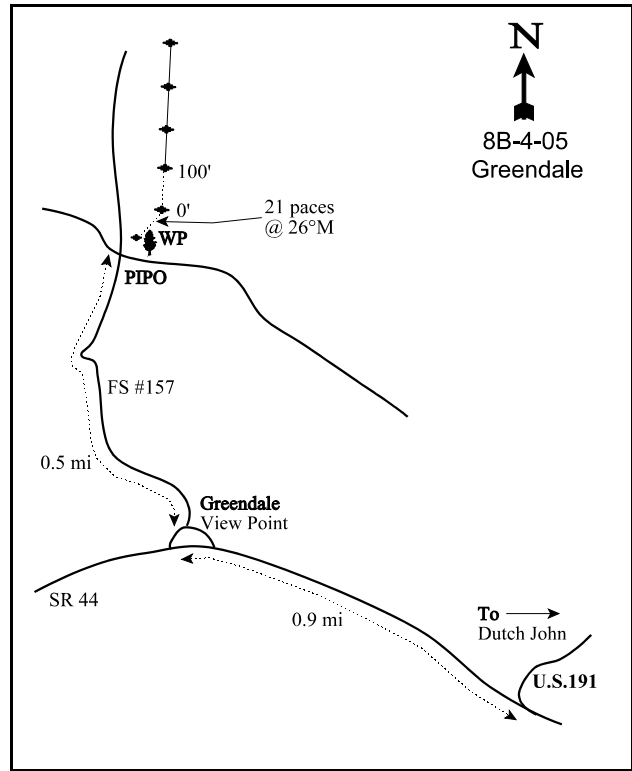 N
8B-4-05
Greendale
100'
0'
21 paces
@ 26°M
WP
PIPO
FS #157
0.5 mi
Greendale
View Point
SR 44
0.9 mi
To
Dutch John
U.S.191